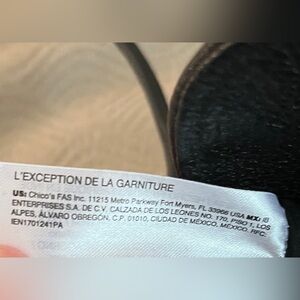 L'EXCEPTION DE LA GARNITURE
US: Chico's FAS Inc. 11215 Metro Parkway Fort Myers, FL 33966 USA MX: IB
ENTERPRISES S.A. DE C.V. CALZADA DE LOS LEONES NO. 170, PISO 1, LOS
ALPES, ÁLVARO OBREGÓN, C.P. 01010, CIUDAD DE MÉXICO, MÉXICO, RFC:
IEN1701241PA